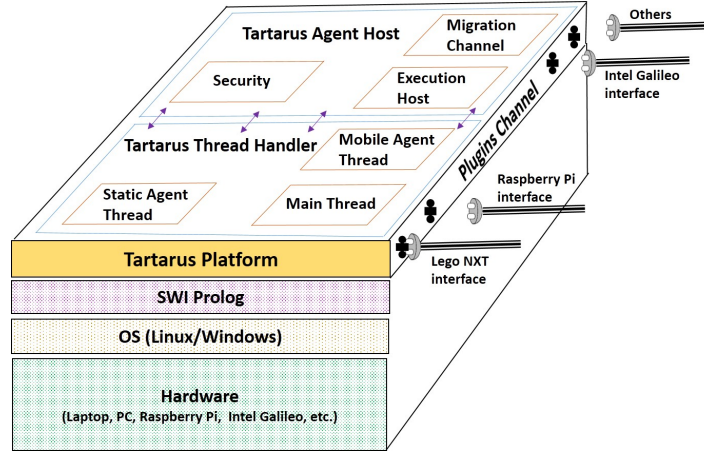 Others
Migration
Channel
Tartarus Agent Host
Security
Execution
Host
Intel Galileo
interface
Plugins Channel
Tartarus Thread Handler
Mobile Agent
Thread
Static Agent
Thread
Main Thread
Raspberry Pi
interface
Lego NXT
interface
Tartarus Platform
SWI Prolog
OS (Linux/Windows)
Hardware
(Laptop, PC, Raspberry Pi, Intel Galileo, etc.)